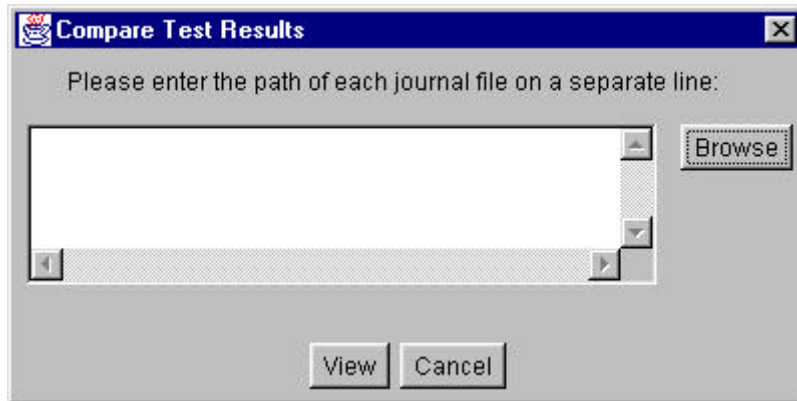 Compare Test Results
Please enter the path of each journal file on a separate line:
Browse
View Cancel